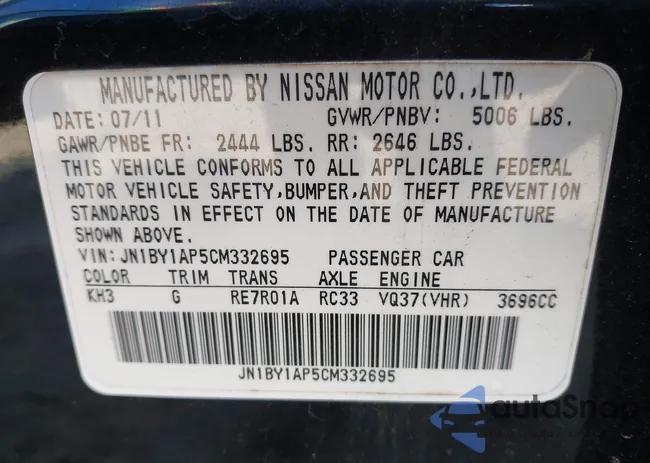 MANUFACTURED BY NISSAN MOTOR CO.,LTD.
DATE: 07/11 GVWR/PNBV: 5006 LBS.
GAWR/PNBE FR: 2444 LBS. RR: 2646 LBS.
THIS VEHICLE CONFORMS TO ALL APPLICABLE FEDERAL
MOTOR VEHICLE SAFETY,BUMPER,AND THEFT PREVENTION
STANDARDS IN EFFECT ON THE DATE OF MANUFACTURE
SHOWN ABOVE.
VIN: JN1BY1AP5CM332695 PASSENGER CAR
COLOR TRIM TRANS AXLE ENGINE
KH3 G RE7R01A RC33 VQ37(VHR) 3696CC
JN1BY1AP5CM332695
autoSnap